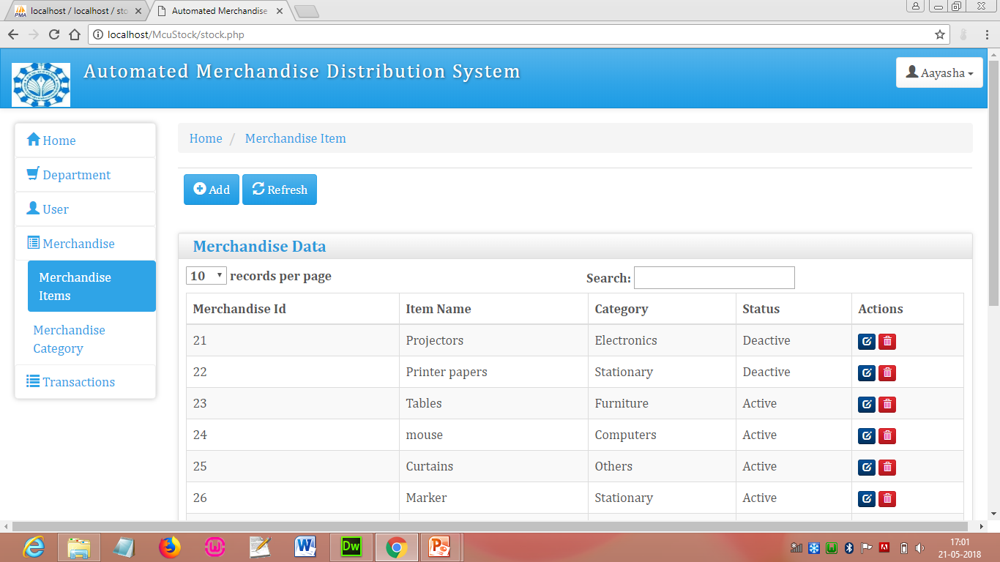 localhost / localhost / sto
Automated Merchandise
localhost/McuStock/stock.php
Automated Merchandise Distribution System
Aayasha
Home
Department
User
Merchandise
Merchandise
Items
Merchandise
Category
Transactions
Home / Merchandise Item
Add Refresh
Merchandise Data
10 records per page Search:
Merchandise Id Item Name Category Status Actions
21 Projectors Electronics Deactive
22 Printer papers Stationary Deactive
23 Tables Furniture Active
24 mouse Computers Active
25 Curtains Others Active
26 Marker Stationary Active
17:01
21-05-2018